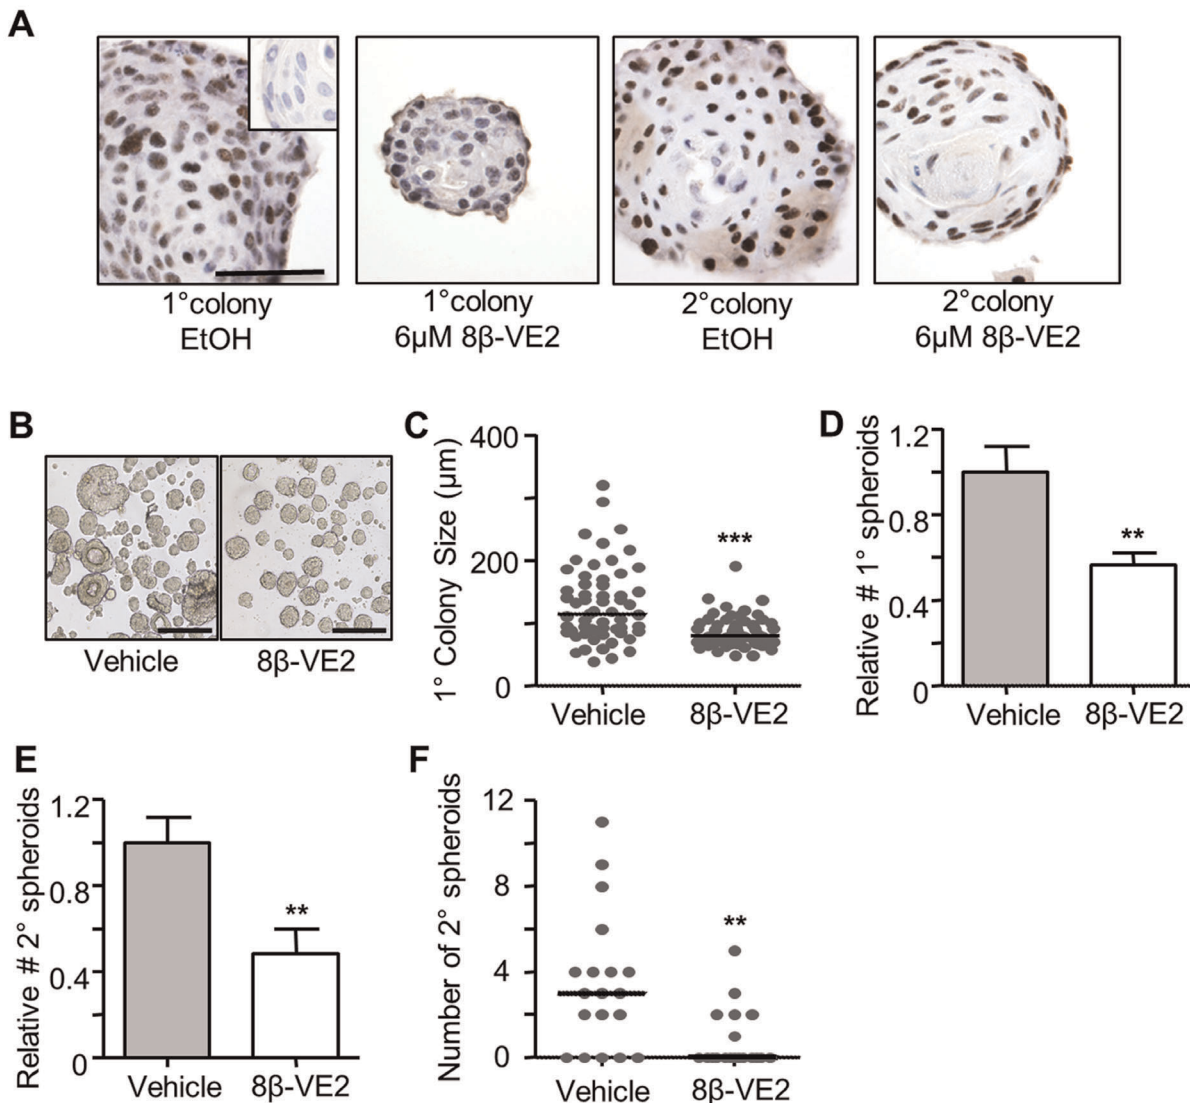 A
1°colony
EtOH
1°colony
6µM 8β-VE2
2°colony
EtOH
2°colony
6µM 8β-VE2
B
Vehicle
8β-VE2
C
1° Colony Size (µm)
400
200
0
***
Vehicle
8β-VE2
D
Relative # 1° spheroids
1.2
0.8
0.4
0
**
Vehicle
8β-VE2
E
Relative # 2° spheroids
1.2
0.8
0.4
0
**
Vehicle
8β-VE2
F
Number of 2° spheroids
12
8
4
0
**
Vehicle
8β-VE2